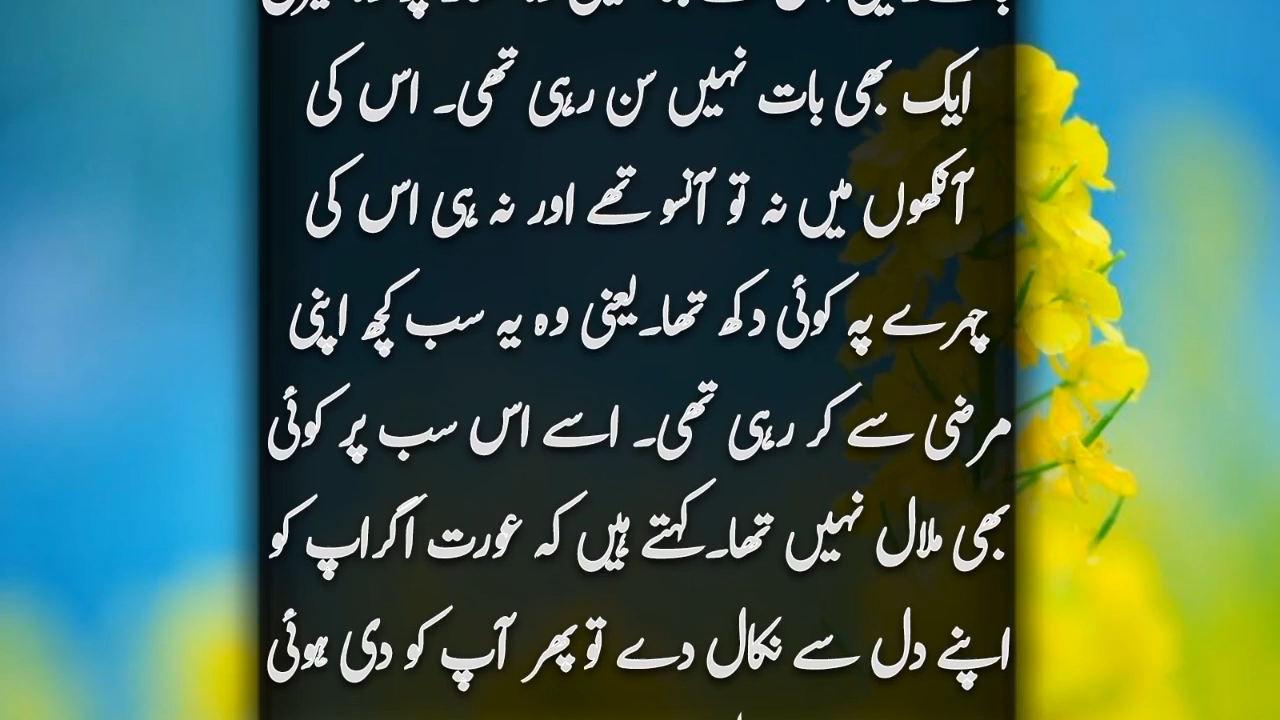 ایک بھی بات نہیں سن رہی تھی۔ اس کی
آنکھوں میں نہ تو آنسو تھے اور نہ ہی اس کی
چہرے پہ کوئی دکھ تھا۔یعنی وہ یہ سب کچھ اپنی
مرضی سے کر رہی تھی۔ اسے اس سب پر کوئی
بھی ملال نہیں تھا۔کہتے ہیں کہ عورت اگراپ کو
اپنے دل سے نکال دے تو پھر آپ کو دی ہوئی